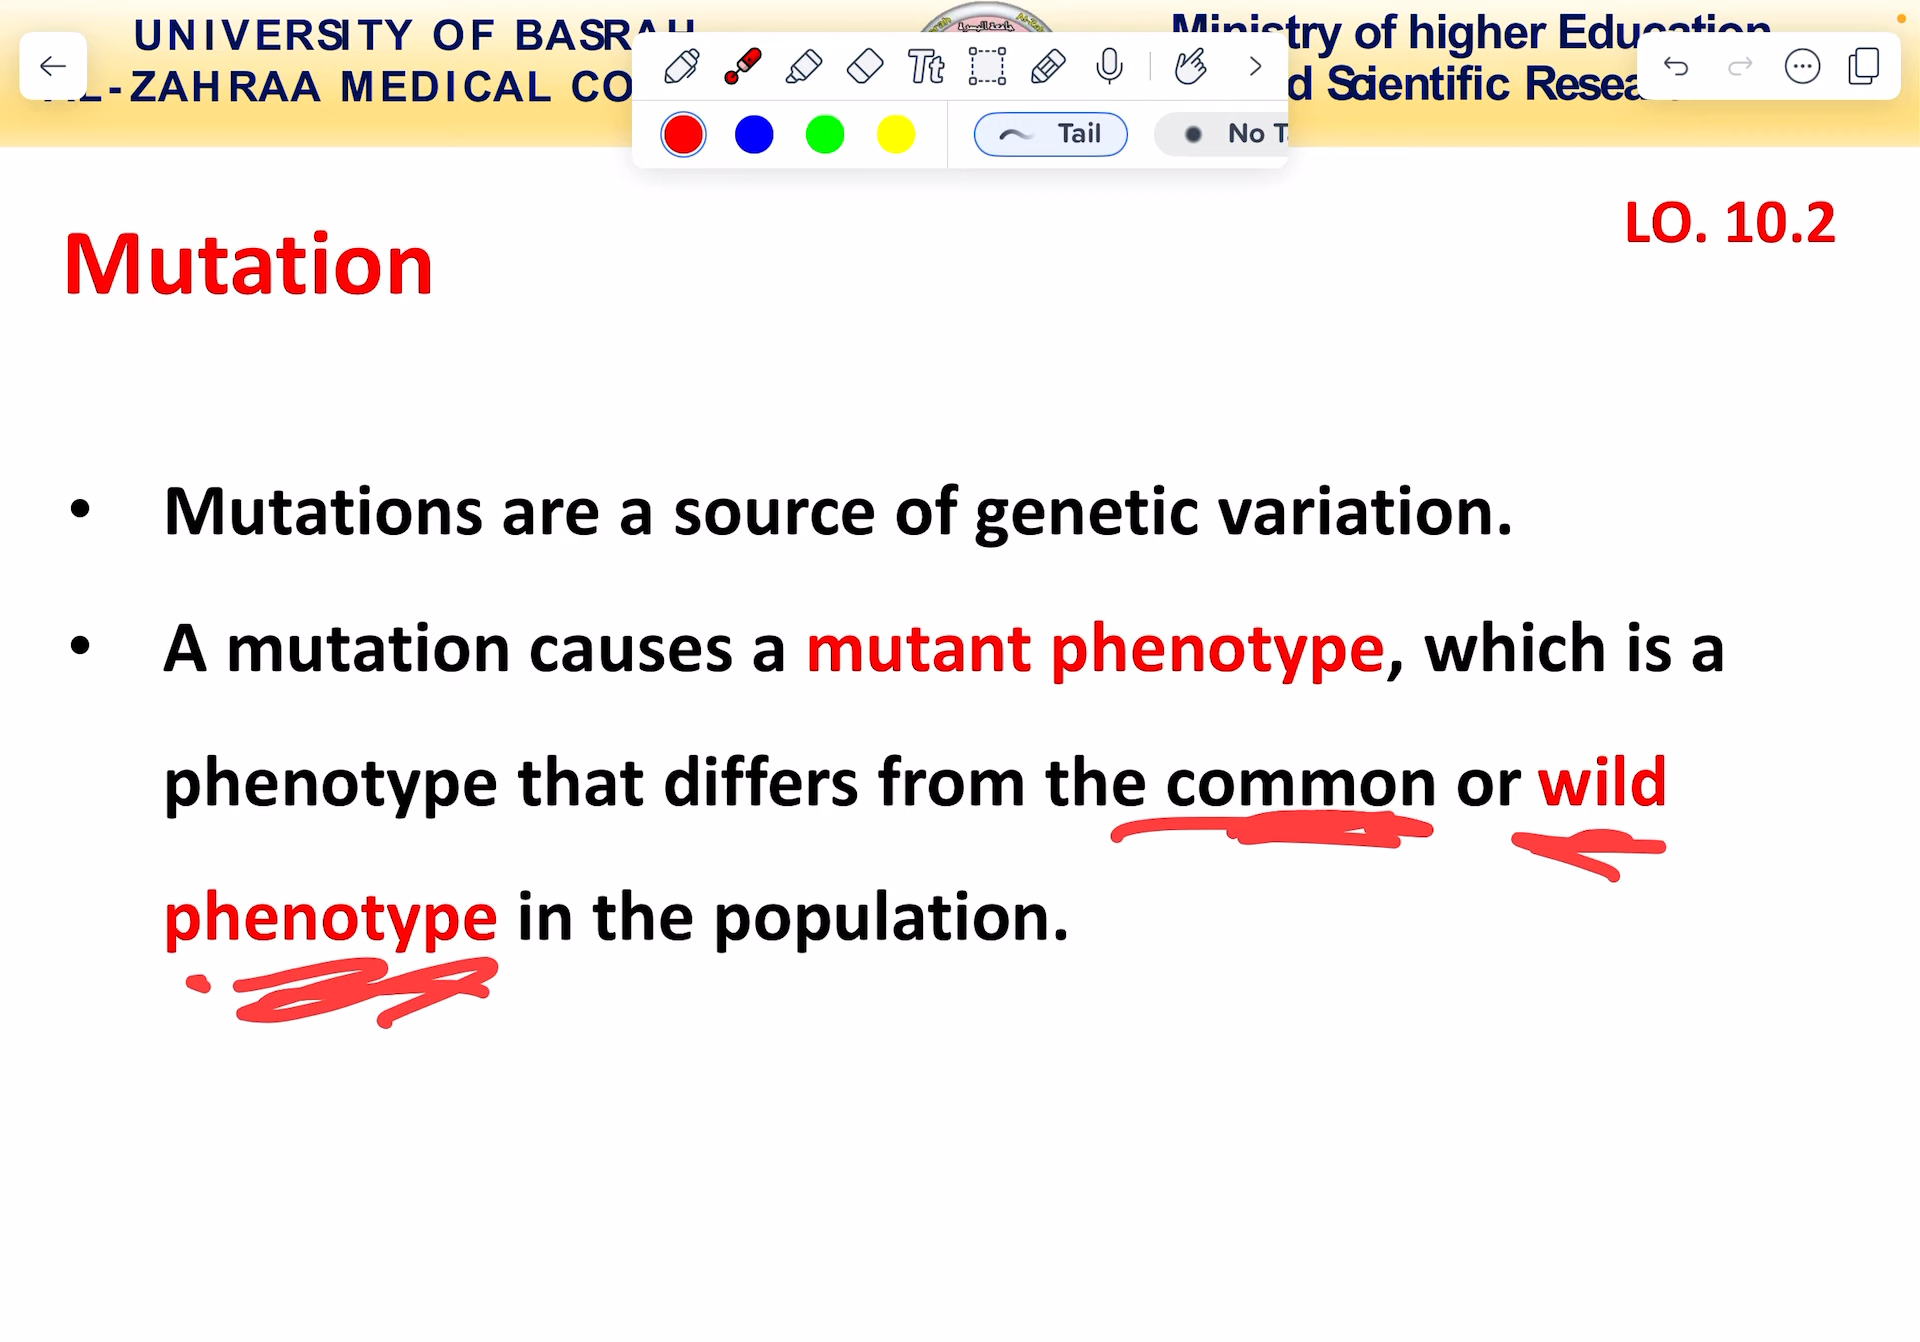 UNIVERSITY OF BASRAH
AL-ZAHRAA MEDICAL CO
Ministry of higher Education
d Scientific Resea
Tt
Tail
No T
LO. 10.2
Mutation
• Mutations are a source of genetic variation.
• A mutation causes a mutant phenotype, which is a
phenotype that differs from the common or wild
phenotype in the population.